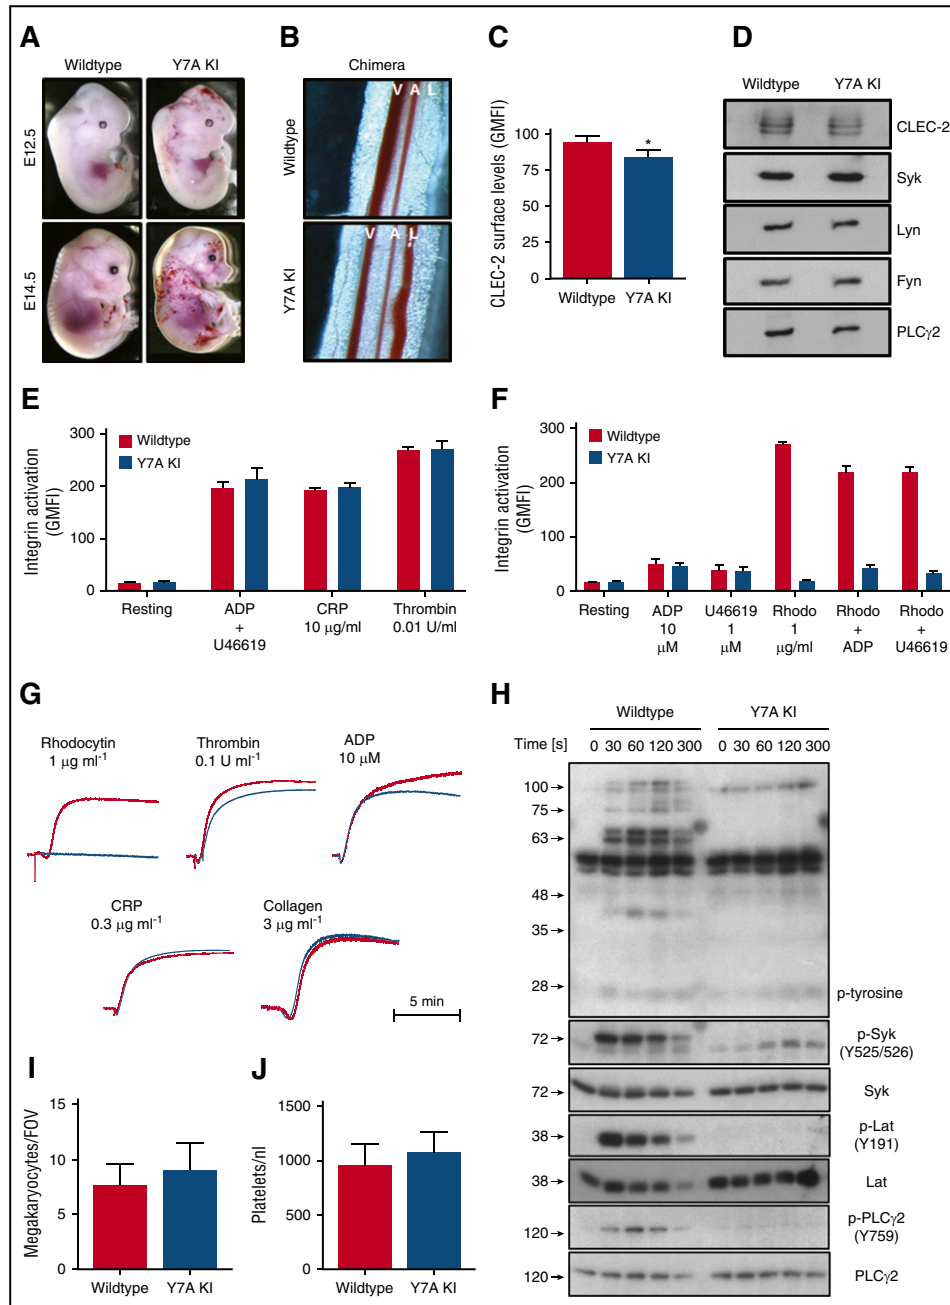 A
Wildtype Y7A KI
E12.5
E14.5
B
Chimera
Wildtype
V A L
Y7A KI
V A L
C
CLEC-2 surface levels (GMFI)
100
75
50
25
0
*
Wildtype Y7A KI
D
Wildtype Y7A KI
CLEC-2
Syk
Lyn
Fyn
PLCγ2
E
Integrin activation
(GMFI)
300
200
100
0
Wildtype
Y7A KI
Resting ADP CRP Thrombin
+ 10 µg/ml 0.01 U/ml
U46619
F
Integrin activation
(GMFI)
300
200
100
0
Wildtype
Y7A KI
Resting ADP U46619 Rhodo Rhodo Rhodo
10 1 1 + +
µM µM µg/ml ADP U46619
G
Rhodocytin
1 µg ml-1
Thrombin
0.1 U ml-1
ADP
10 µM
CRP
0.3 µg ml-1
Collagen
3 µg ml-1
5 min
H
Wildtype Y7A KI
Time [s] 0 30 60 120 300 0 30 60 120 300
100
75
63
48
35
28
p-tyrosine
72
p-Syk
(Y525/526)
72
Syk
38
p-Lat
(Y191)
38
Lat
120
p-PLCγ2
(Y759)
120
PLCγ2
I
Megakaryocytes/FOV
15
10
5
0
Wildtype Y7A KI
J
Platelets/nl
1500
1000
500
0
Wildtype Y7A KI